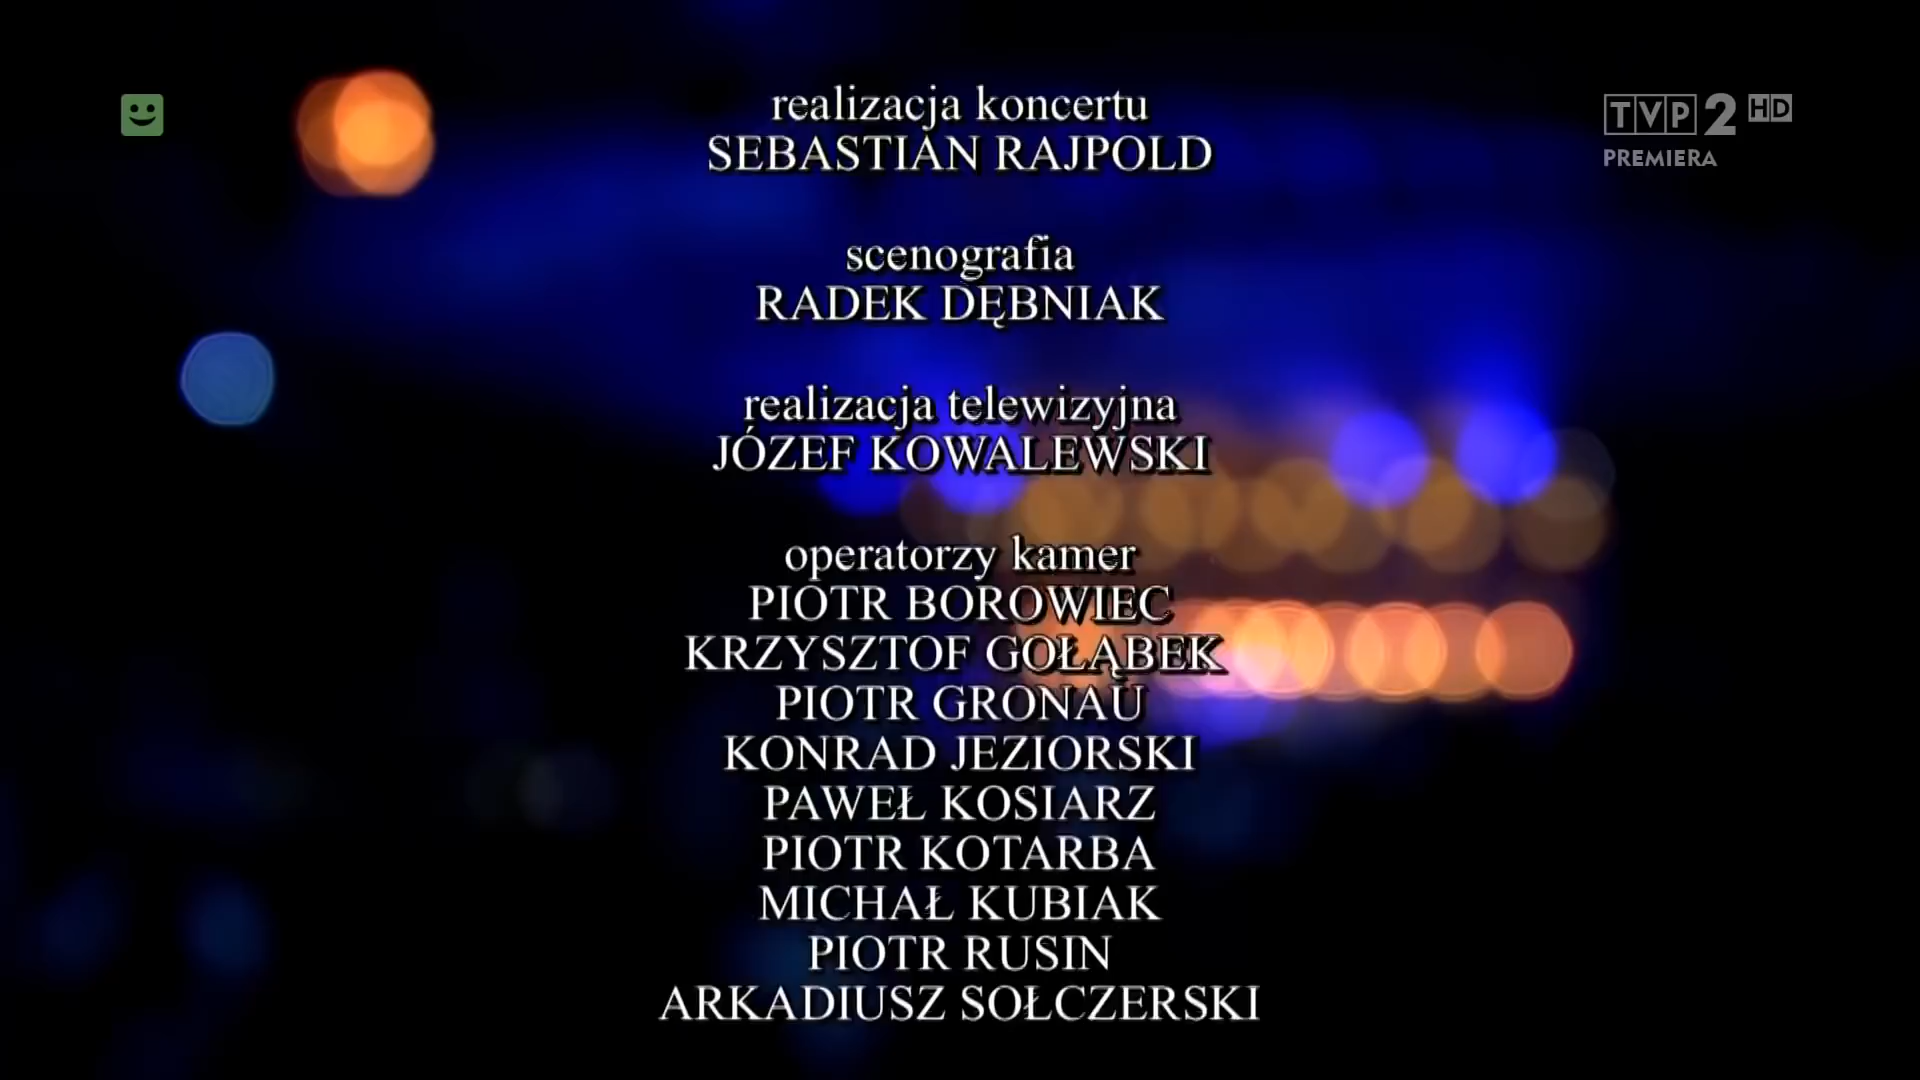 realizacja koncertu
SEBASTIAN RAJPOLD
TVP 2 HD
PREMIERA
scenografia
RADEK DĘBNIAK
realizacja telewizyjna
JÓZEF KOWALEWSKI
operatorzy kamer
PIOTR BOROWIEC
KRZYSZTOF GOŁĄBEK
PIOTR GRONAU
KONRAD JEZIORSKI
PAWEŁ KOSIARZ
PIOTR KOTARBA
MICHAŁ KUBIAK
PIOTR RUSIN
ARKADIUSZ SOŁCZERSKI